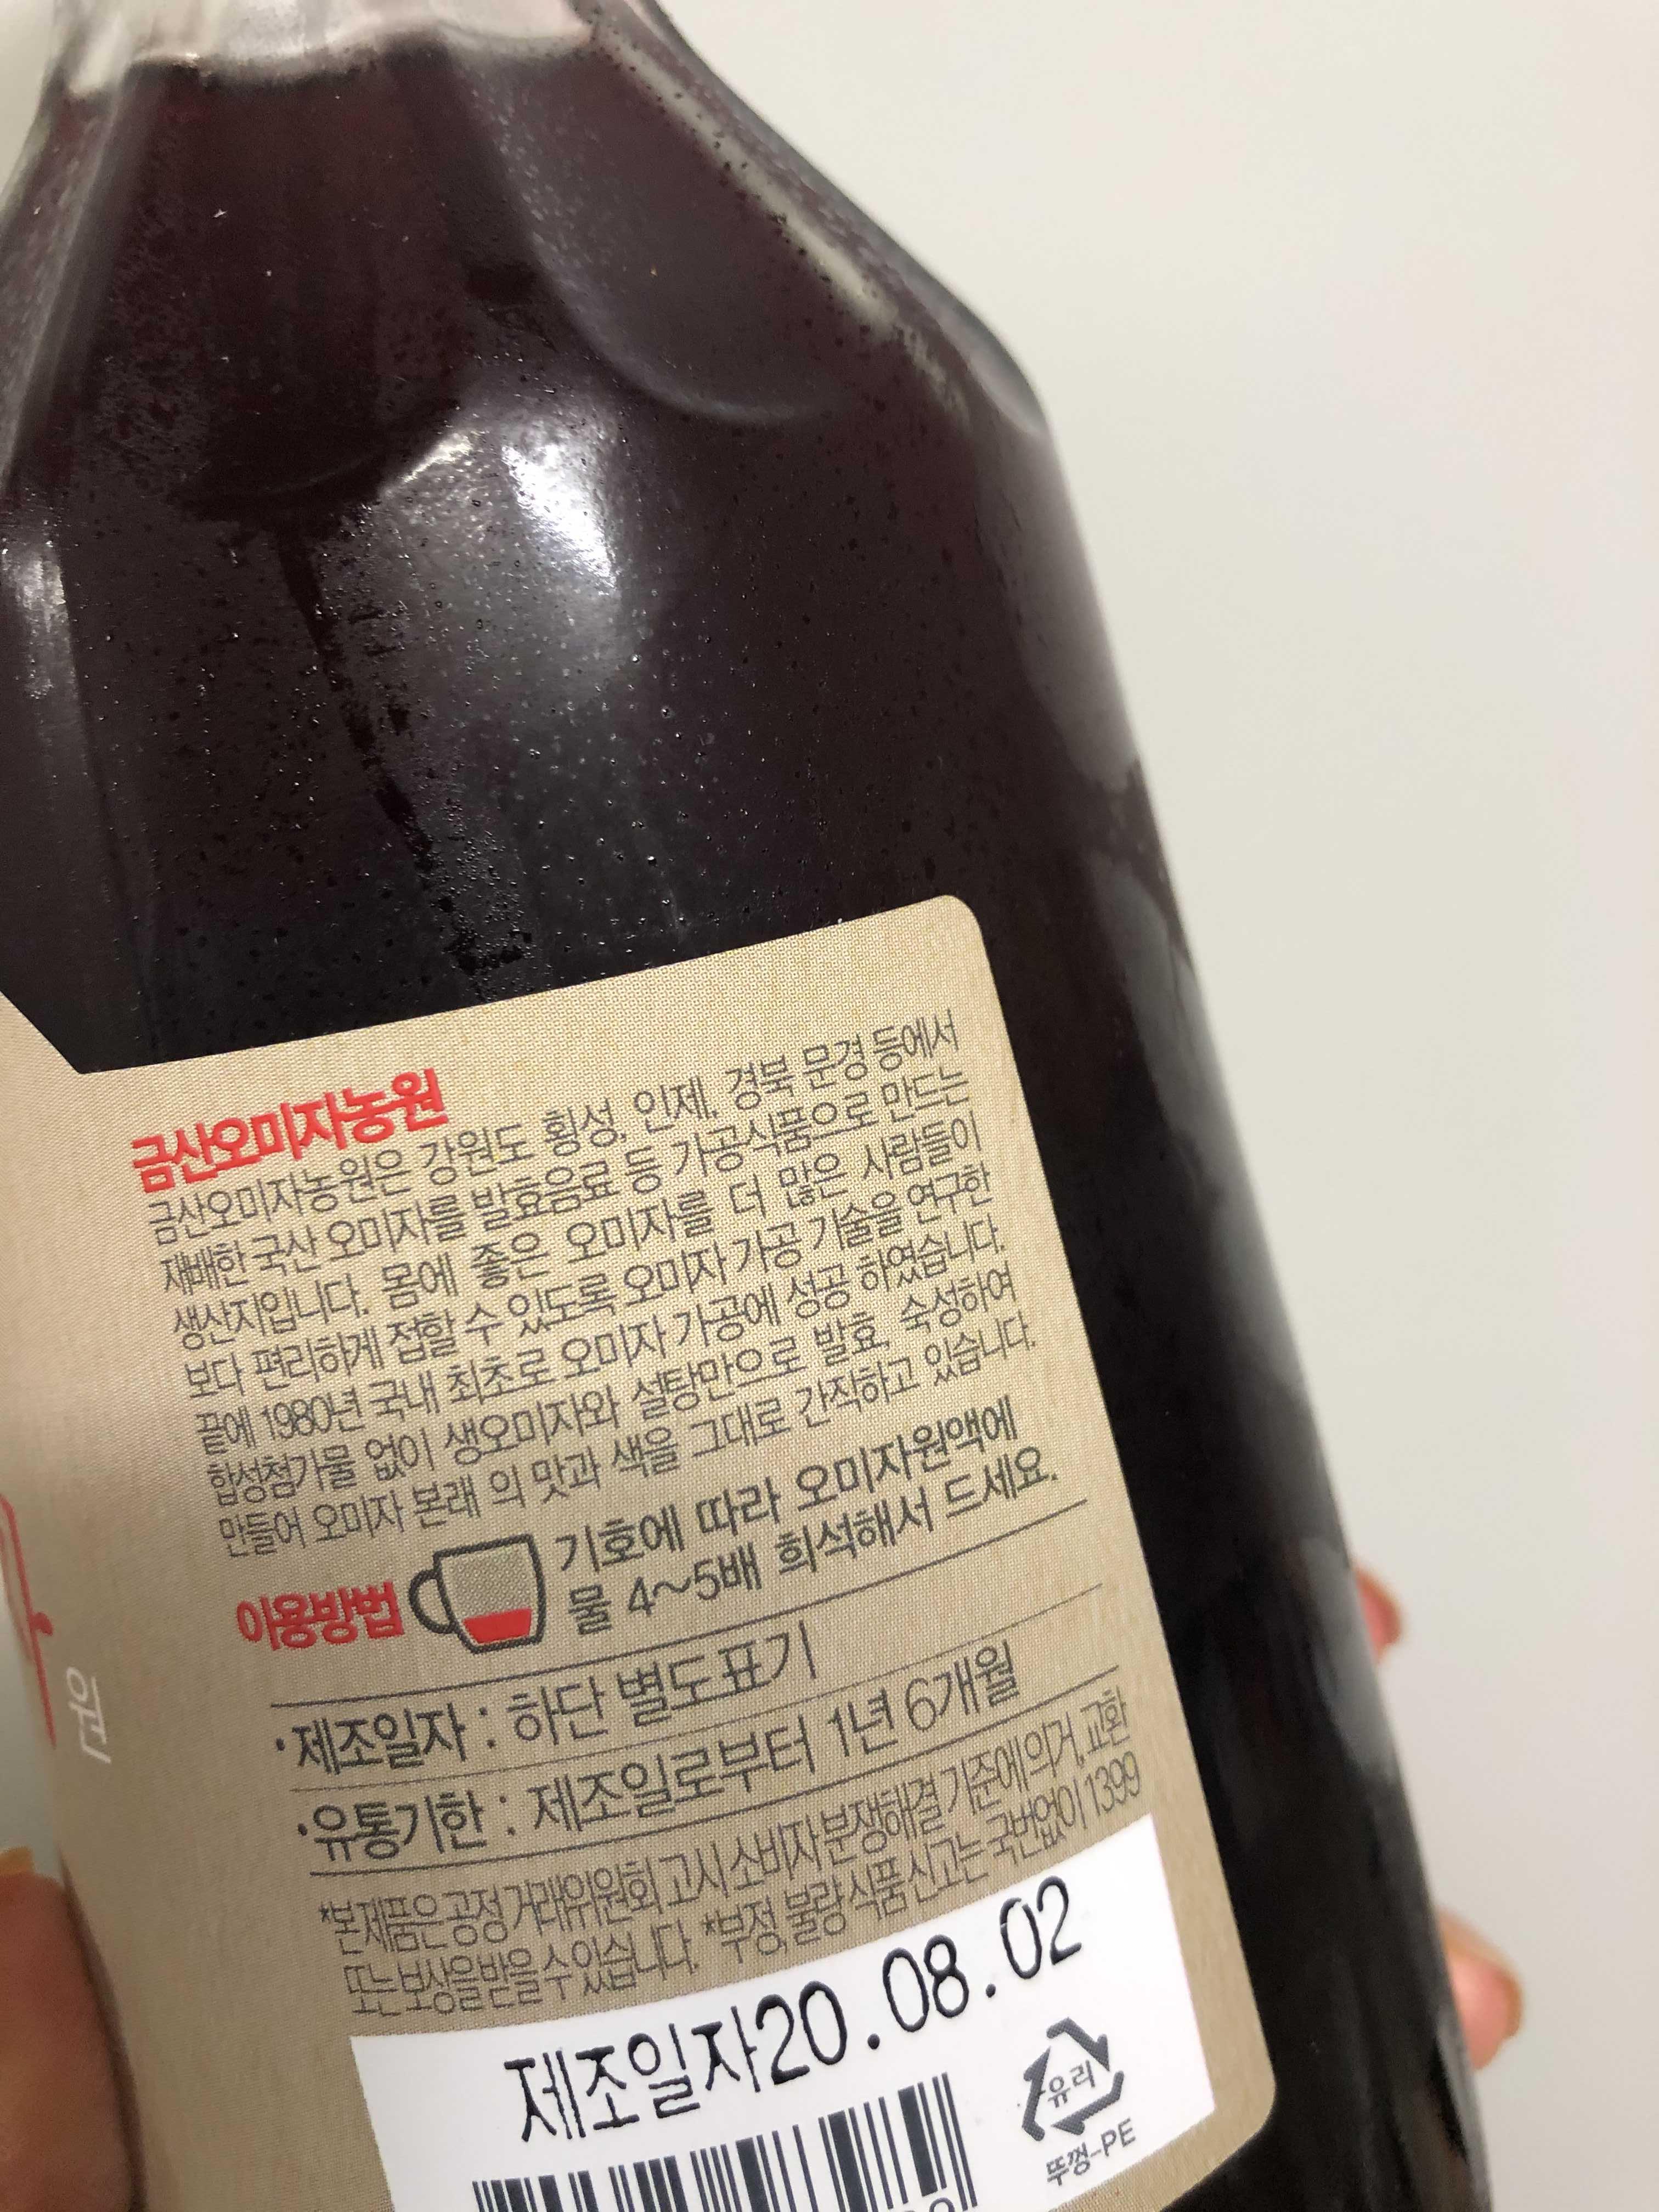 금산오미자농원
금산오미자농원은 강원도 횡성, 인제, 경북 문경 등에서
재배한 국산 오미자를 발효음료 등 가공식품으로 만드는
생산지입니다. 몸에 좋은 오미자를 더 많은 사람들이
보다 편리하게 접할 수 있도록 오미자 가공 기술을 연구한
끝에 1980년 국내 최초로 오미자 가공에 성공 하였습니다.
합성첨가물 없이 생오미자와 설탕만으로 발효, 숙성하여
만들어 오미자 본래 의 맛과 색을 그대로 간직하고 있습니다.
이용방법
기호에 따라 오미자원액에
물 4~5배 희석해서 드세요.
·제조일자 : 하단 별도표기
·유통기한 : 제조일로부터 1년 6개월
*본제품은 공정거래위원회 고시 소비자 분쟁해결 기준에 의거, 교환
또는 보상을 받을 수 있습니다. *부정, 불량 식품 신고는 국번없이 1399
제조일자20.08.02
유리
뚜껑-PE